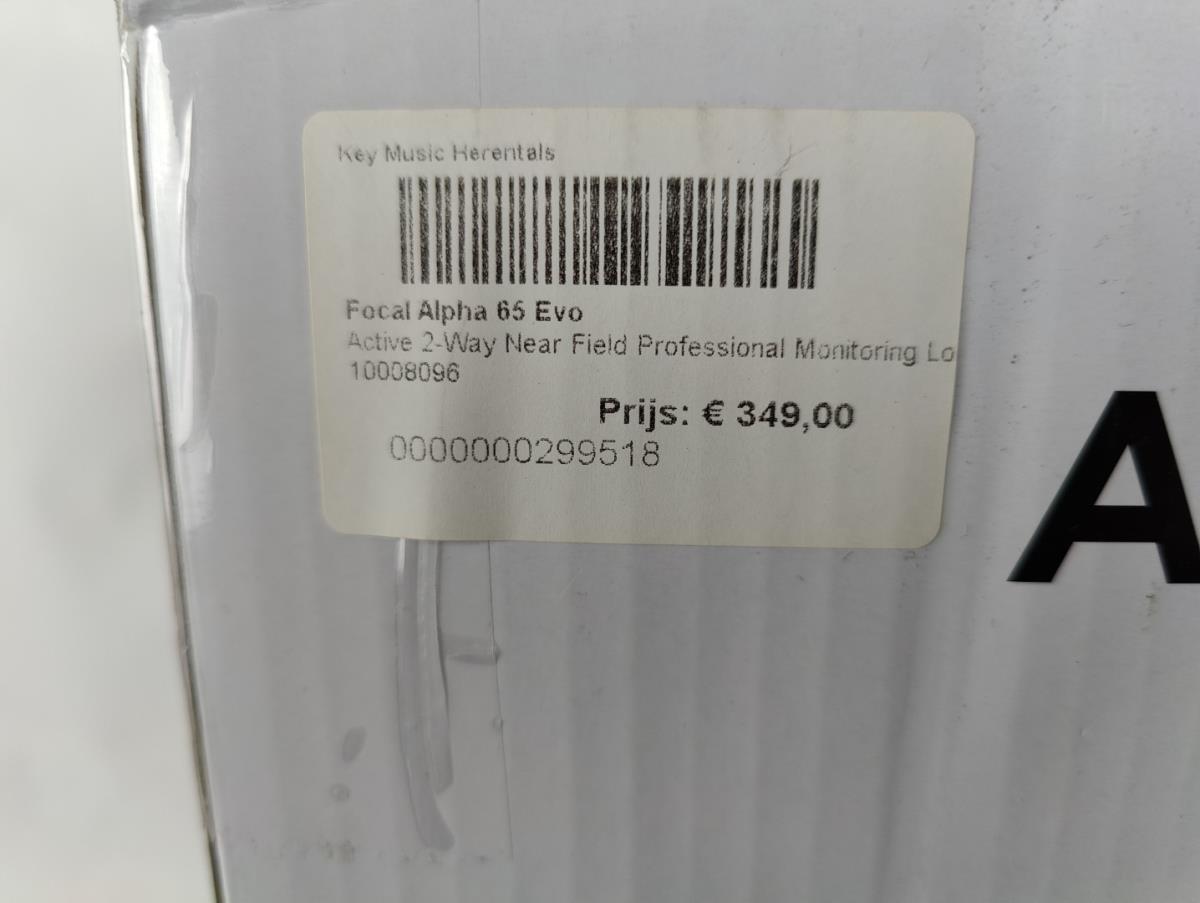 Key Music Herentals
Focal Alpha 65 Evo
Active 2-Way Near Field Professional Monitoring Lo
10008096
Prijs: € 349,00
0000000299518
A